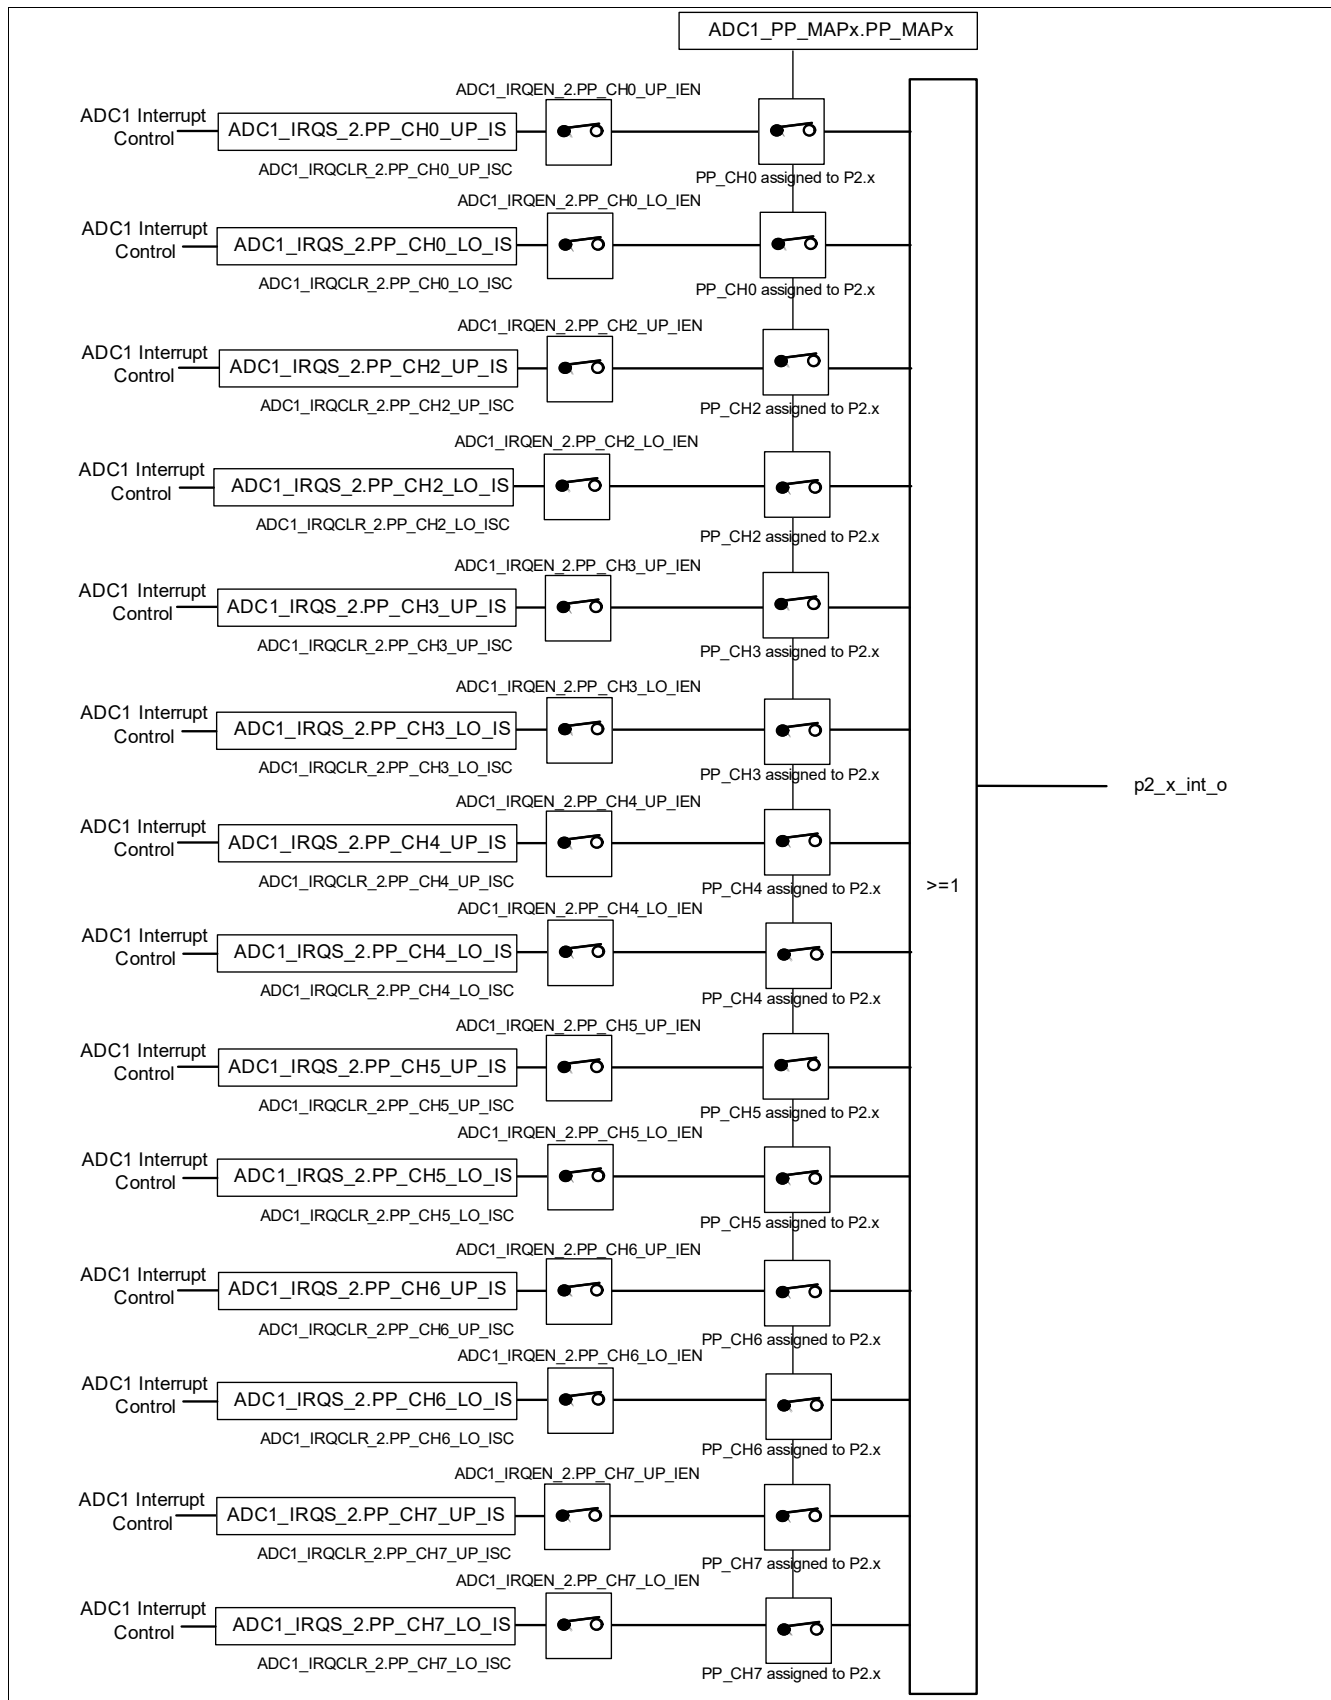 ADC1_PP_MAPx.PP_MAPx
ADC1_IRQEN_2.PP_CH0_UP_IEN
ADC1 Interrupt
Control
ADC1_IRQS_2.PP_CH0_UP_IS
ADC1_IRQCLR_2.PP_CH0_UP_ISC
PP_CH0 assigned to P2.x
ADC1_IRQEN_2.PP_CH0_LO_IEN
ADC1 Interrupt
Control
ADC1_IRQS_2.PP_CH0_LO_IS
ADC1_IRQCLR_2.PP_CH0_LO_ISC
PP_CH0 assigned to P2.x
ADC1_IRQEN_2.PP_CH2_UP_IEN
ADC1 Interrupt
Control
ADC1_IRQS_2.PP_CH2_UP_IS
ADC1_IRQCLR_2.PP_CH2_UP_ISC
PP_CH2 assigned to P2.x
ADC1_IRQEN_2.PP_CH2_LO_IEN
ADC1 Interrupt
Control
ADC1_IRQS_2.PP_CH2_LO_IS
ADC1_IRQCLR_2.PP_CH2_LO_ISC
PP_CH2 assigned to P2.x
ADC1_IRQEN_2.PP_CH3_UP_IEN
ADC1 Interrupt
Control
ADC1_IRQS_2.PP_CH3_UP_IS
ADC1_IRQCLR_2.PP_CH3_UP_ISC
PP_CH3 assigned to P2.x
ADC1_IRQEN_2.PP_CH3_LO_IEN
ADC1 Interrupt
Control
ADC1_IRQS_2.PP_CH3_LO_IS
ADC1_IRQCLR_2.PP_CH3_LO_ISC
PP_CH3 assigned to P2.x
p2_x_int_o
ADC1_IRQEN_2.PP_CH4_UP_IEN
ADC1 Interrupt
Control
ADC1_IRQS_2.PP_CH4_UP_IS
ADC1_IRQCLR_2.PP_CH4_UP_ISC
PP_CH4 assigned to P2.x
>=1
ADC1_IRQEN_2.PP_CH4_LO_IEN
ADC1 Interrupt
Control
ADC1_IRQS_2.PP_CH4_LO_IS
ADC1_IRQCLR_2.PP_CH4_LO_ISC
PP_CH4 assigned to P2.x
ADC1_IRQEN_2.PP_CH5_UP_IEN
ADC1 Interrupt
Control
ADC1_IRQS_2.PP_CH5_UP_IS
ADC1_IRQCLR_2.PP_CH5_UP_ISC
PP_CH5 assigned to P2.x
ADC1_IRQEN_2.PP_CH5_LO_IEN
ADC1 Interrupt
Control
ADC1_IRQS_2.PP_CH5_LO_IS
ADC1_IRQCLR_2.PP_CH5_LO_ISC
PP_CH5 assigned to P2.x
ADC1_IRQEN_2.PP_CH6_UP_IEN
ADC1 Interrupt
Control
ADC1_IRQS_2.PP_CH6_UP_IS
ADC1_IRQCLR_2.PP_CH6_UP_ISC
PP_CH6 assigned to P2.x
ADC1_IRQEN_2.PP_CH6_LO_IEN
ADC1 Interrupt
Control
ADC1_IRQS_2.PP_CH6_LO_IS
ADC1_IRQCLR_2.PP_CH6_LO_ISC
PP_CH6 assigned to P2.x
ADC1_IRQEN_2.PP_CH7_UP_IEN
ADC1 Interrupt
Control
ADC1_IRQS_2.PP_CH7_UP_IS
ADC1_IRQCLR_2.PP_CH7_UP_ISC
PP_CH7 assigned to P2.x
ADC1_IRQEN_2.PP_CH7_LO_IEN
ADC1 Interrupt
Control
ADC1_IRQS_2.PP_CH7_LO_IS
ADC1_IRQCLR_2.PP_CH7_LO_ISC
PP_CH7 assigned to P2.x